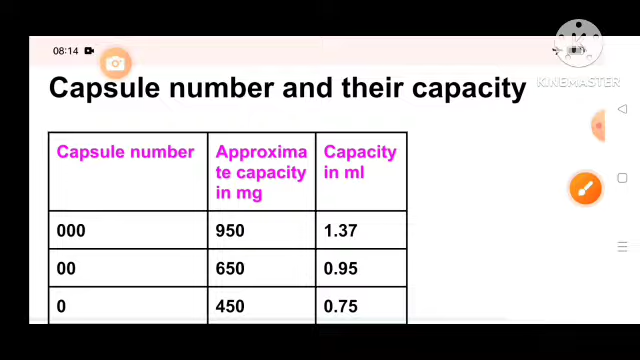 08:14
KINEMASTER
Capsule number and their capacity
Capsule number Approxima Capacity
te capacity in ml
in mg
000 950 1.37
00 650 0.95
0 450 0.75